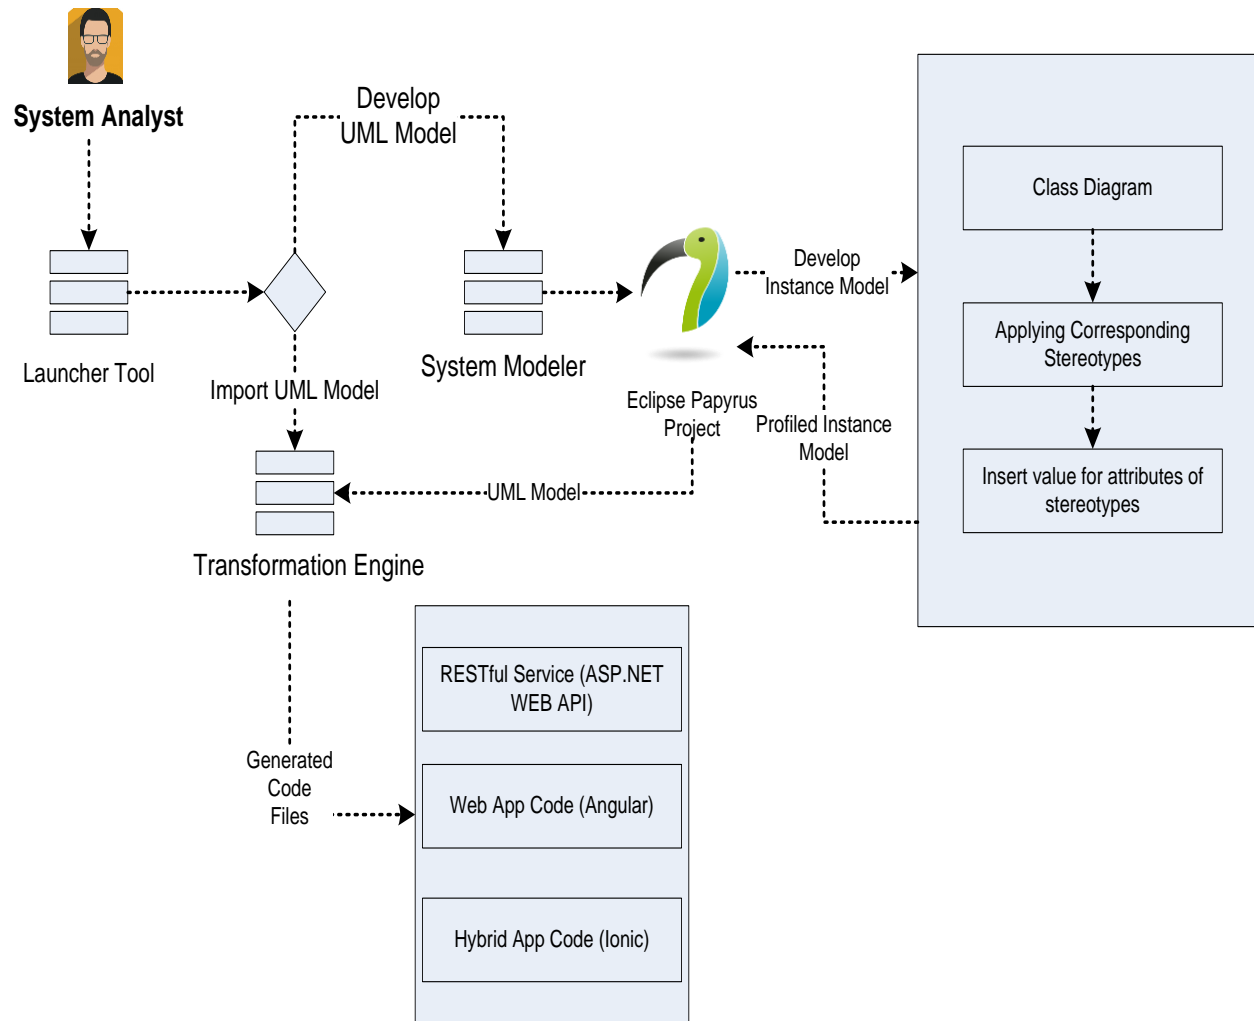 System Analyst
Develop
UML Model
Class Diagram
Develop
Instance Model
Applying Corresponding
Stereotypes
Launcher Tool
System Modeler
Import UML Model
Eclipse Papyrus
Project
Profiled Instance
Model
Insert value for attributes of
stereotypes
UML Model
Transformation Engine
RESTful Service (ASP.NET
WEB API)
Generated
Code
Files
Web App Code (Angular)
Hybrid App Code (Ionic)